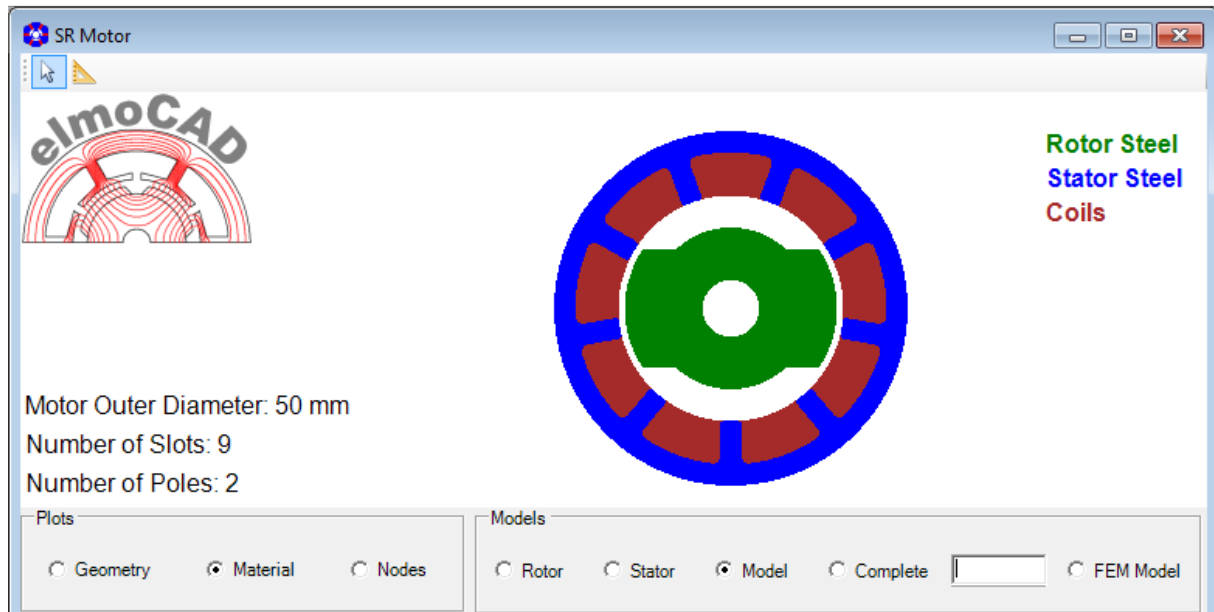 SR Motor
elmoCAD
Rotor Steel
Stator Steel
Coils
Motor Outer Diameter: 50 mm
Number of Slots: 9
Number of Poles: 2
Plots
Geometry Material Nodes
Models
Rotor Stator Model Complete FEM Model